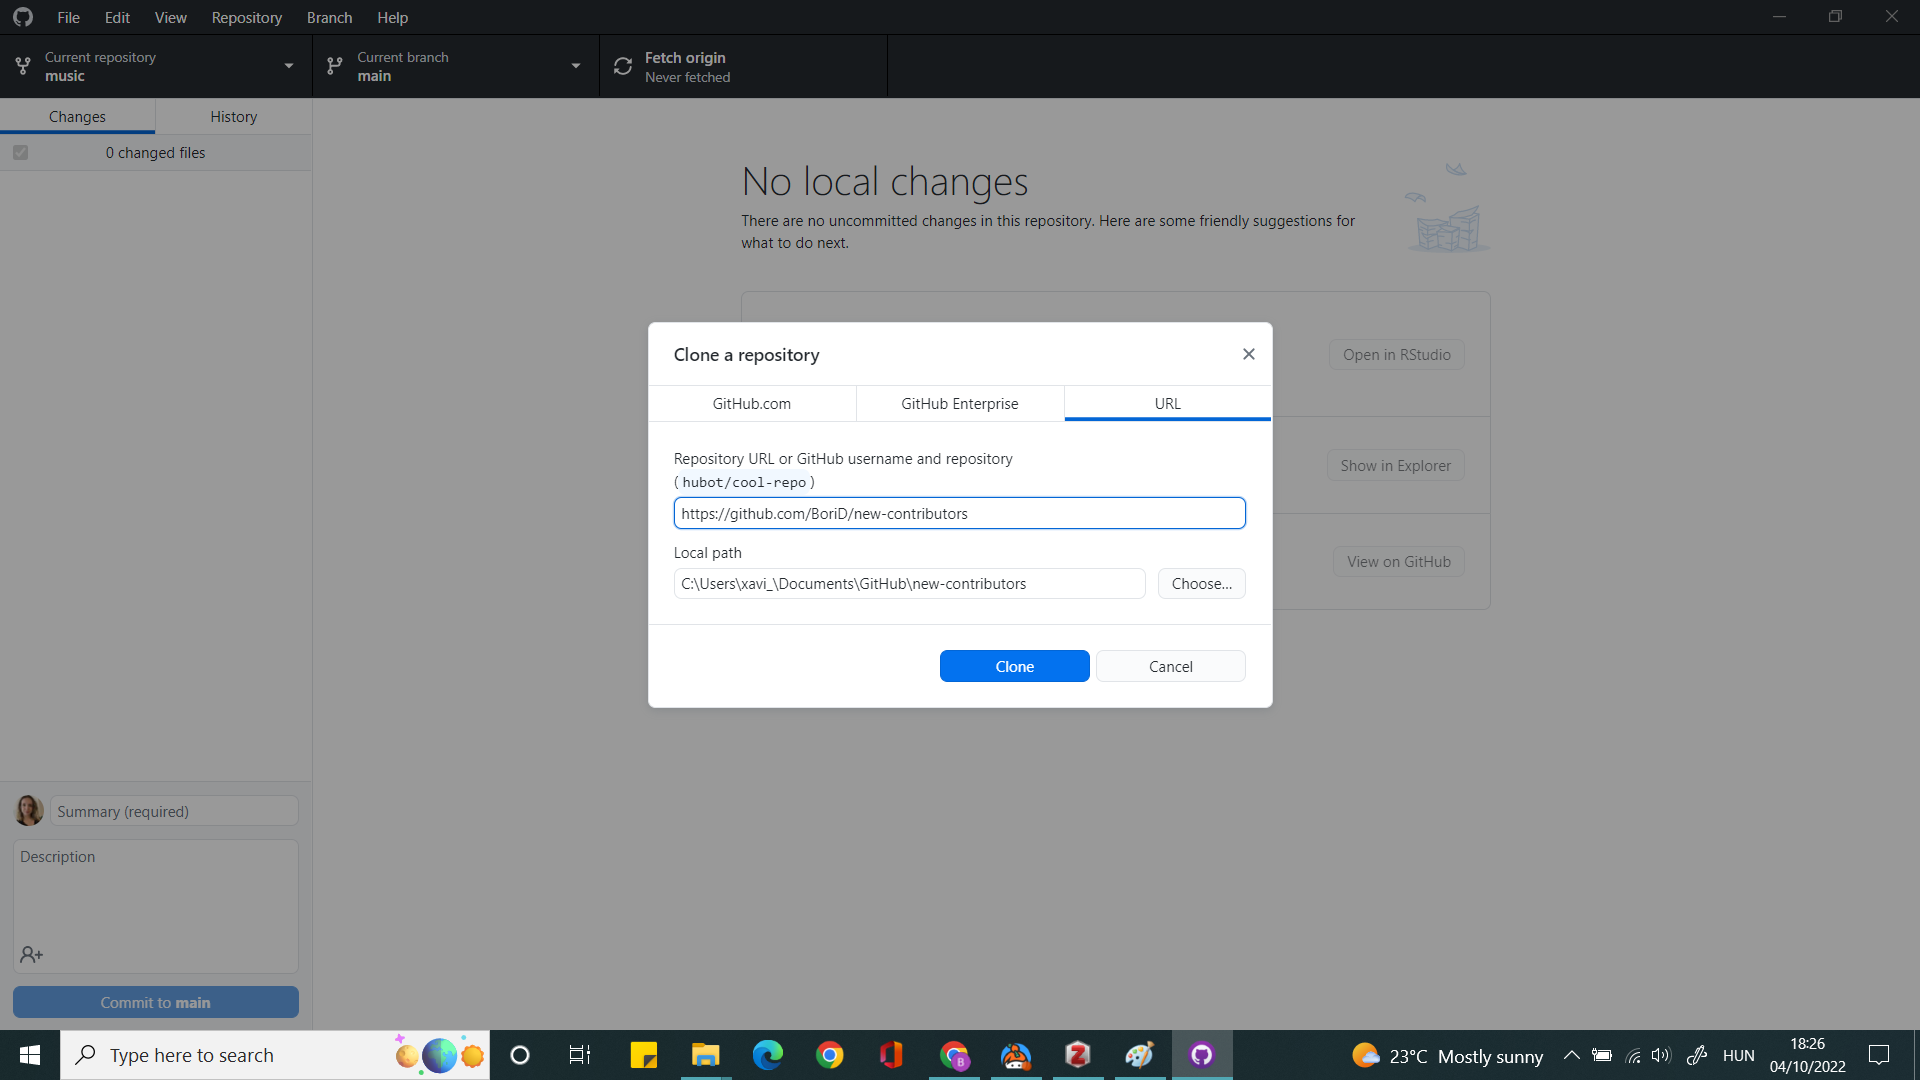 File Edit View Repository Branch Help
Current repository
music
Current branch
main
Fetch origin
Never fetched
Changes History
0 changed files
No local changes
There are no uncommitted changes in this repository. Here are some friendly suggestions for
what to do next.
Open in RStudio
Show in Explorer
View on GitHub
Clone a repository
GitHub.com GitHub Enterprise URL
Repository URL or GitHub username and repository
(hubot/cool-repo)
https://github.com/BoriD/new-contributors
Local path
C:\Users\xavi_\Documents\GitHub\new-contributors Choose...
Clone Cancel
Summary (required)
Description
Commit to main
Type here to search
B
Z
23°C Mostly sunny
HUN
18:26
04/10/2022